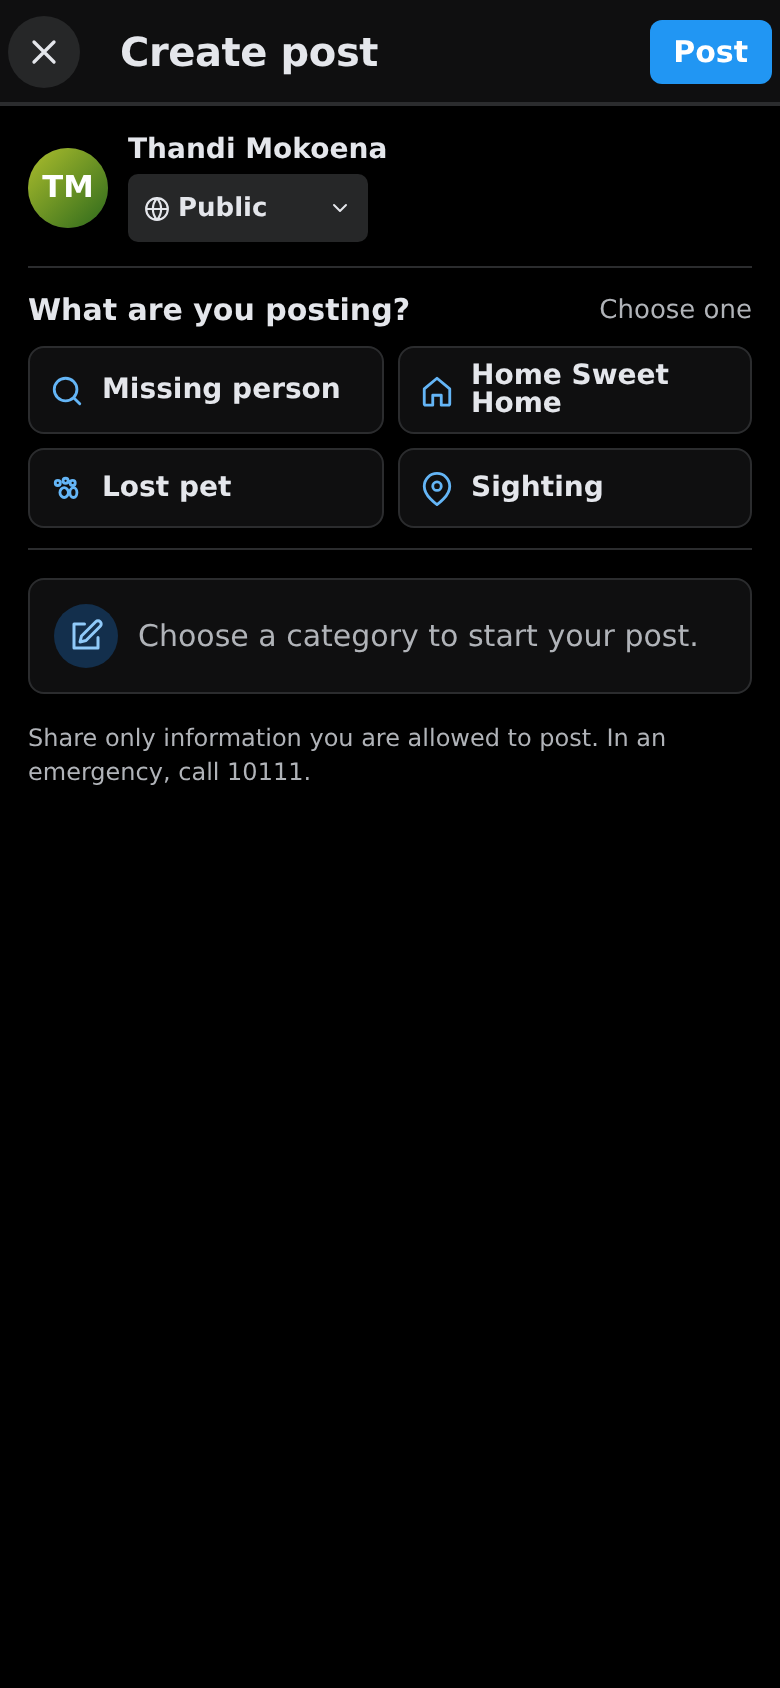 Create post
Post
TM
Thandi Mokoena
Public
What are you posting?
Choose one
Missing person
Home Sweet
Home
Lost pet
Sighting
Choose a category to start your post.
Share only information you are allowed to post. In an
emergency, call 10111.